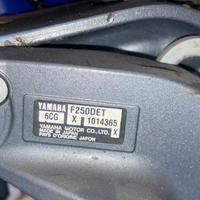 YAMAHA F250DET
6CG X 1014365
X
YAMAHA MOTOR CO., LTD.
MADE IN JAPAN
PAYS D'ORIGINE JAPON